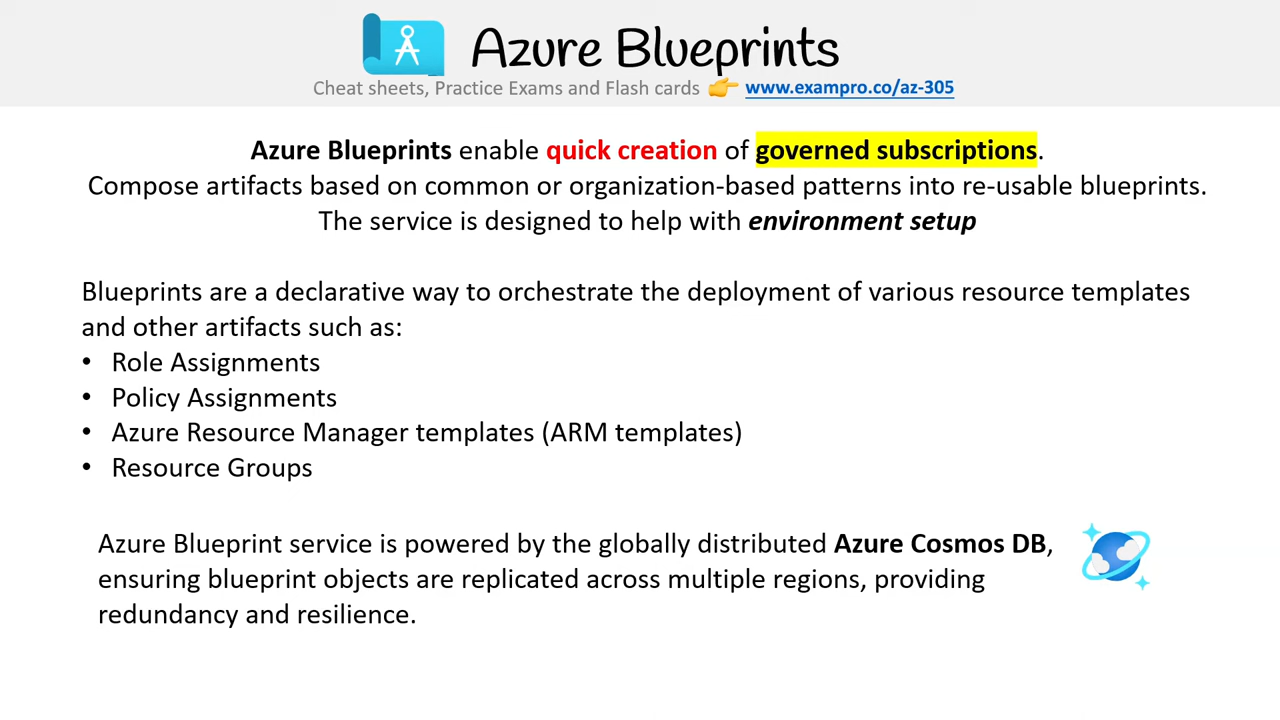 Azure Blueprints
Cheat sheets, Practice Exams and Flash cards 👉 www.exampro.co/az-305
Azure Blueprints enable quick creation of governed subscriptions.
Compose artifacts based on common or organization-based patterns into re-usable blueprints.
The service is designed to help with environment setup
Blueprints are a declarative way to orchestrate the deployment of various resource templates
and other artifacts such as:
• Role Assignments
• Policy Assignments
• Azure Resource Manager templates (ARM templates)
• Resource Groups
Azure Blueprint service is powered by the globally distributed Azure Cosmos DB,
ensuring blueprint objects are replicated across multiple regions, providing
redundancy and resilience.